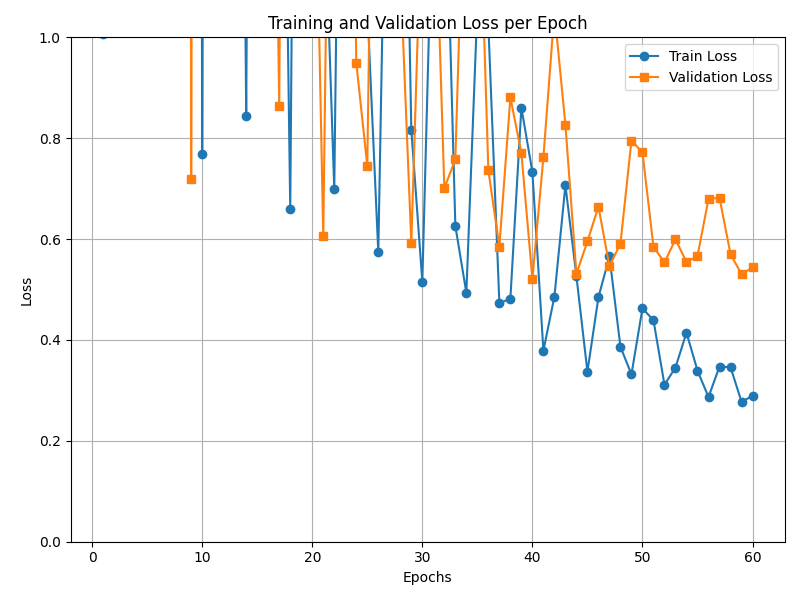 Training and Validation Loss per Epoch
Train Loss
Validation Loss
Loss
1.0
0.8
0.6
0.4
0.2
0.0
0 10 20 30 40 50 60
Epochs